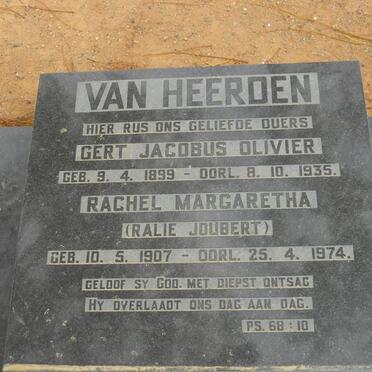 VAN HEERDEN
HIER RUS ONS GELIEFDE OUERS
GERT JACOBUS OLIVIER
GEB. 9. 4. 1899 - OORL. 8. 10. 1935.
RACHEL MARGARETHA
(RALIE JOUBERT)
GEB. 10. 5. 1907 - OORL. 25. 4. 1974.
GELOOF SY GOD MET DIEPST ONTSAG
HY OVERLAADT ONS DAG AAN DAG.
PS. 68:10